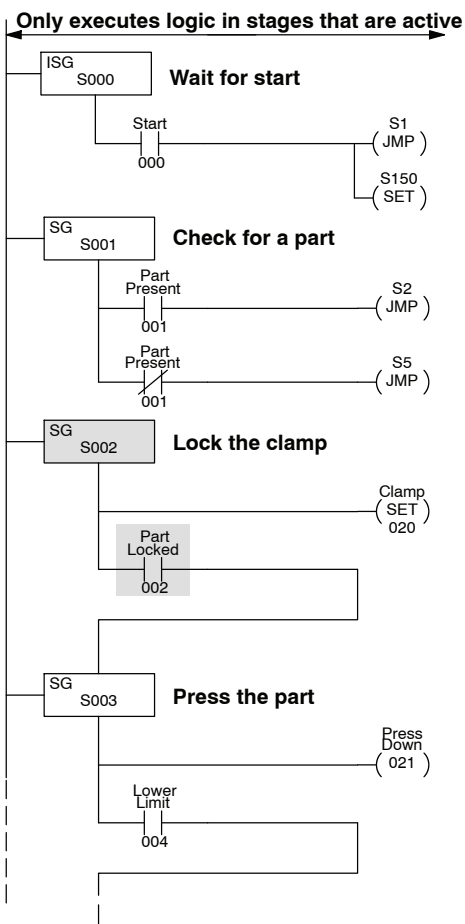 Only executes logic in stages that are active
ISG
S000
Wait for start
Start
000
S1
JMP
S150
SET
SG
S001
Check for a part
Part
Present
001
S2
JMP
Part
Present
001
S5
JMP
SG
S002
Lock the clamp
Clamp
SET
020
Part
Locked
002
SG
S003
Press the part
Press
Down
021
Lower
Limit
004